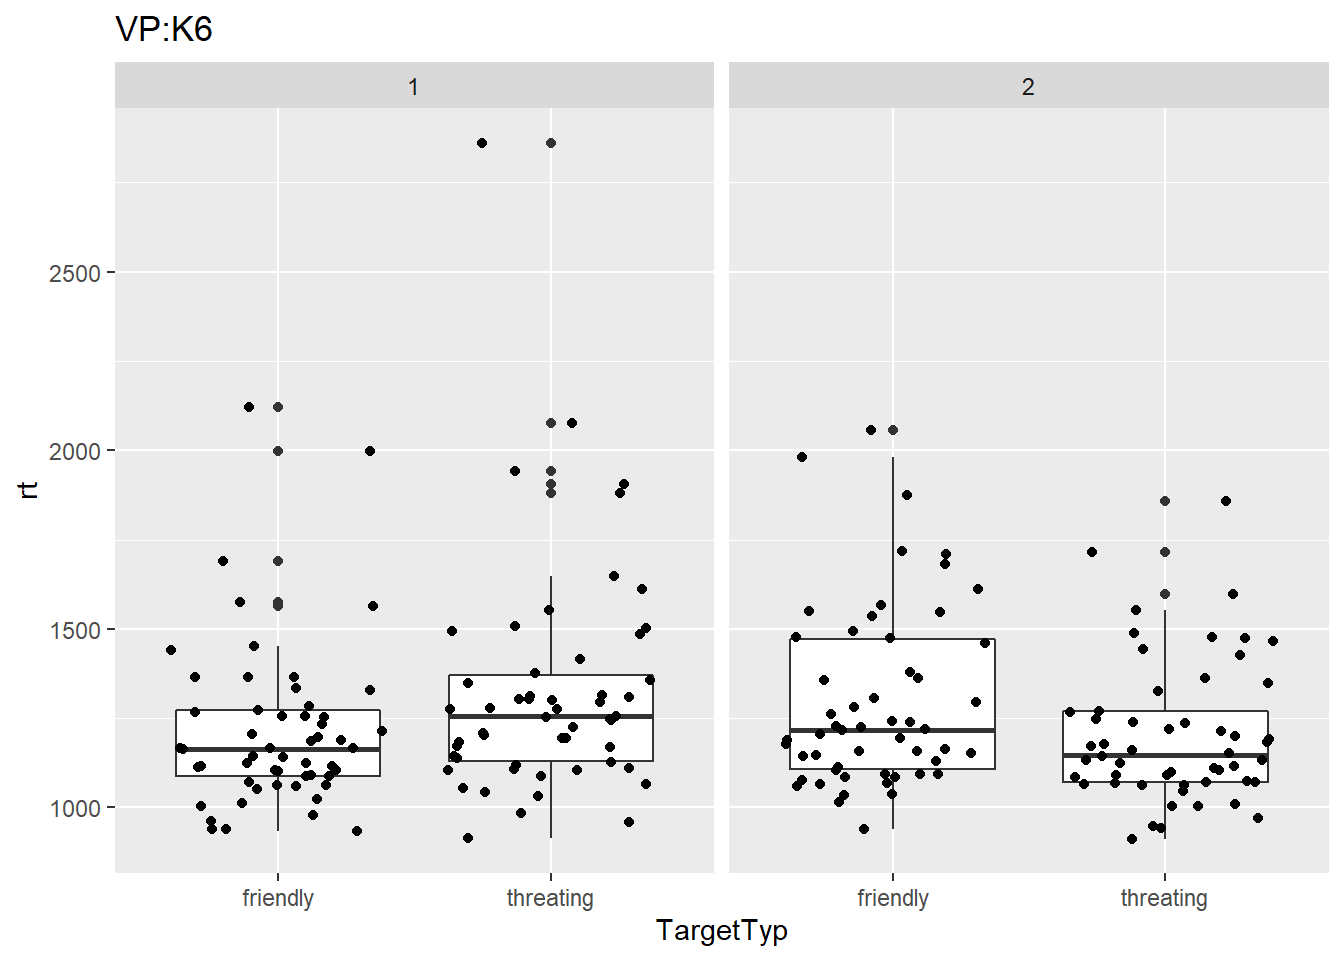 VP:K6
1
2
rt
2500
2000
1500
1000
friendly
threating
friendly
threating
TargetTyp